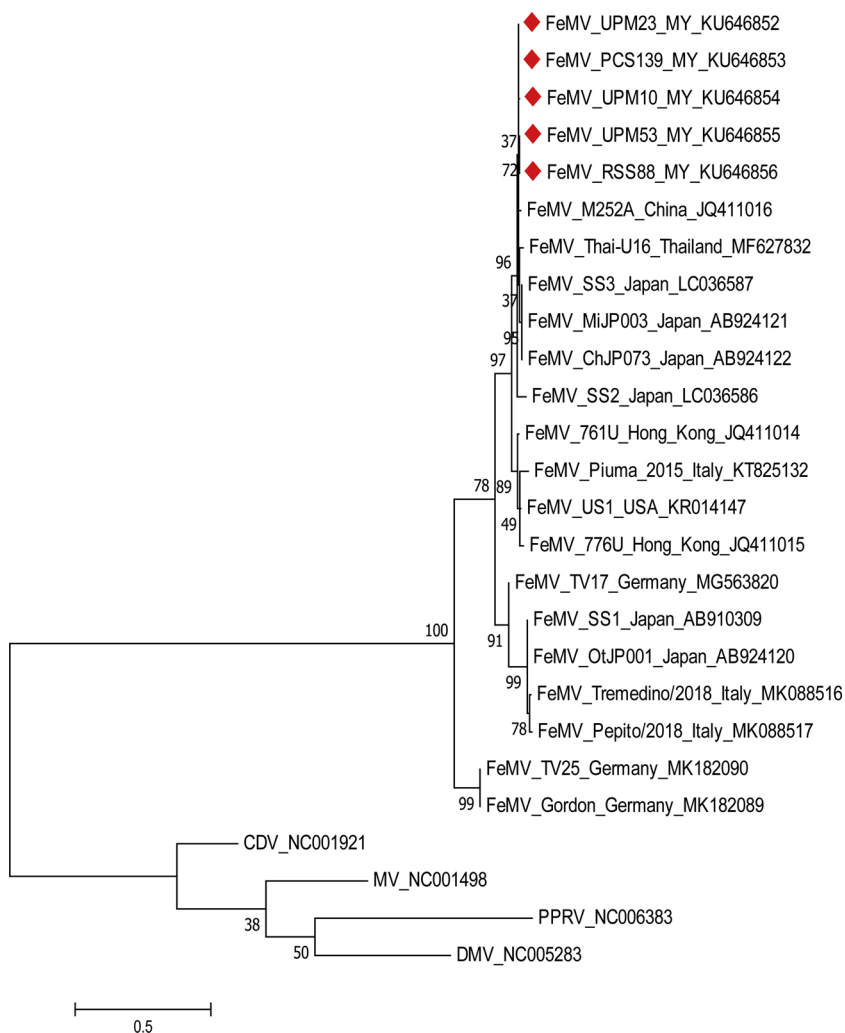 FeMV_UPM23_MY_KU646852
FeMV_PCS139_MY_KU646853
FeMV_UPM10_MY_KU646854
FeMV_UPM53_MY_KU646855
37
FeMV_RSS88_MY_KU646856
72
FeMV_M252A_China_JQ411016
FeMV_Thai-U16_Thailand_MF627832
96
FeMV_SS3_Japan_LC036587
37
FeMV_MiJP003_Japan_AB924121
95
FeMV_ChJP073_Japan_AB924122
97
FeMV_SS2_Japan_LC036586
FeMV_761U_Hong_Kong_JQ411014
FeMV_Piuma_2015_Italy_KT825132
78 89
FeMV_US1_USA_KR014147
49
FeMV_776U_Hong_Kong_JQ411015
FeMV_TV17_Germany_MG563820
FeMV_SS1_Japan_AB910309
100
91
FeMV_OtJP001_Japan_AB924120
99
FeMV_Tremedino/2018_Italy_MK088516
78
FeMV_Pepito/2018_Italy_MK088517
FeMV_TV25_Germany_MK182090
99
FeMV_Gordon_Germany_MK182089
CDV_NC001921
MV_NC001498
38
PPRV_NC006383
50
DMV_NC005283
0.5